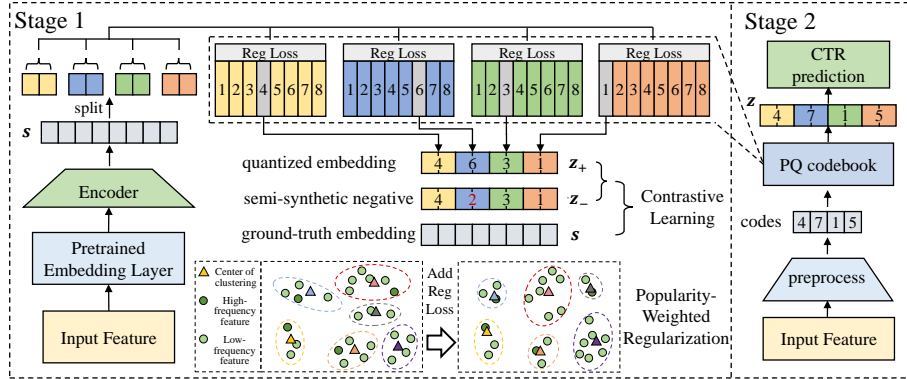 Stage 1
Reg Loss
Reg Loss
Reg Loss
Reg Loss
1 2 3 4 5 6 7 8
1 2 3 4 5 6 7 8
1 2 3 4 5 6 7 8
1 2 3 4 5 6 7 8
split
s
Encoder
Pretrained
Embedding Layer
Input Feature
quantized embedding
4 6 3 1
z+
semi-synthetic negative
4 2 3 1
z−
ground-truth embedding
s
Contrastive
Learning
Center of
clustering
High-
frequency
feature
Low-
frequency
feature
Add
Reg
Loss
Popularity-
Weighted
Regularization
Stage 2
CTR
prediction
z
4 7 1 5
PQ codebook
codes
4 7 1 5
preprocess
Input Feature